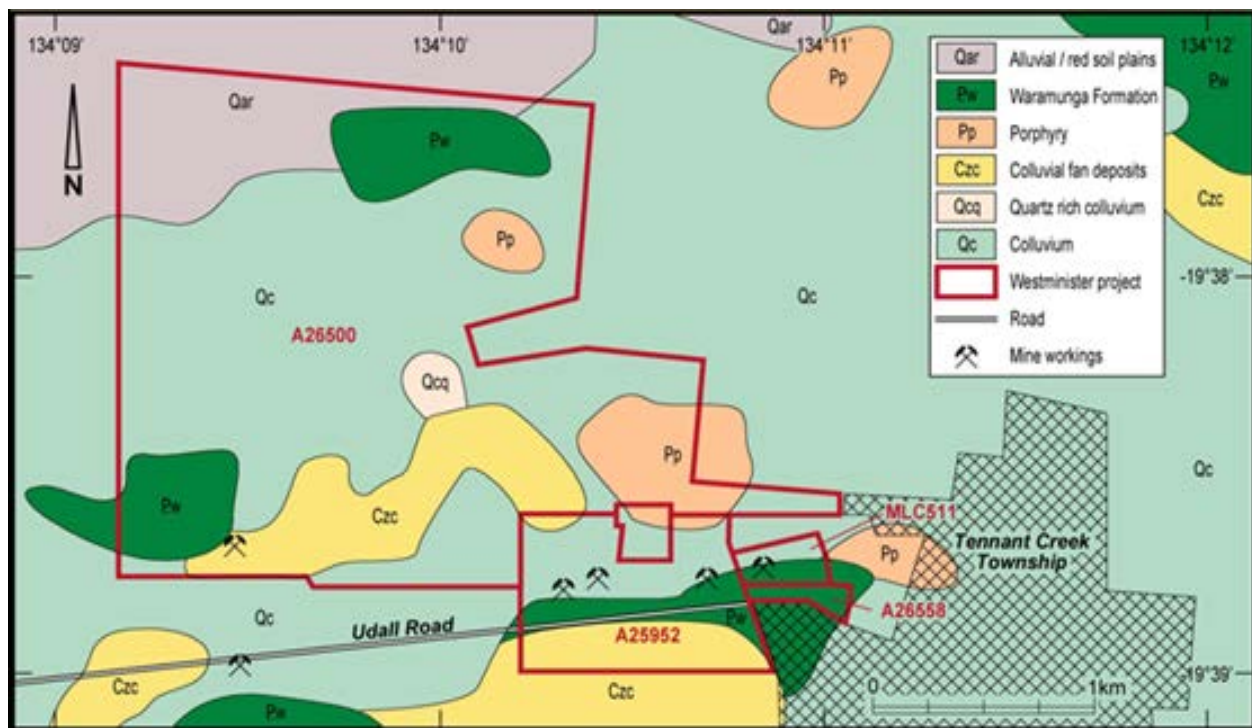 134°09'
134°10'
134°11'
134°12'
Qar
Pp
Pw
Qar
Pw
Czc
N
Pp
-19°38
Qc
Qc
A26500
Qcq
Pp
Qc
Pw
Czc
MLC511
Tennant Creek
Township
Pp
A26558
Qc
Udall Road
Pw
A25952
Czc
Czc
Pw
-19°39
0
1km
Qar Alluvial / red soil plains
Pw Waramunga Formation
Pp Porphyry
Czc Colluvial fan deposits
Qcq Quartz rich colluvium
Qc Colluvium
Westminister project
Road
Mine workings